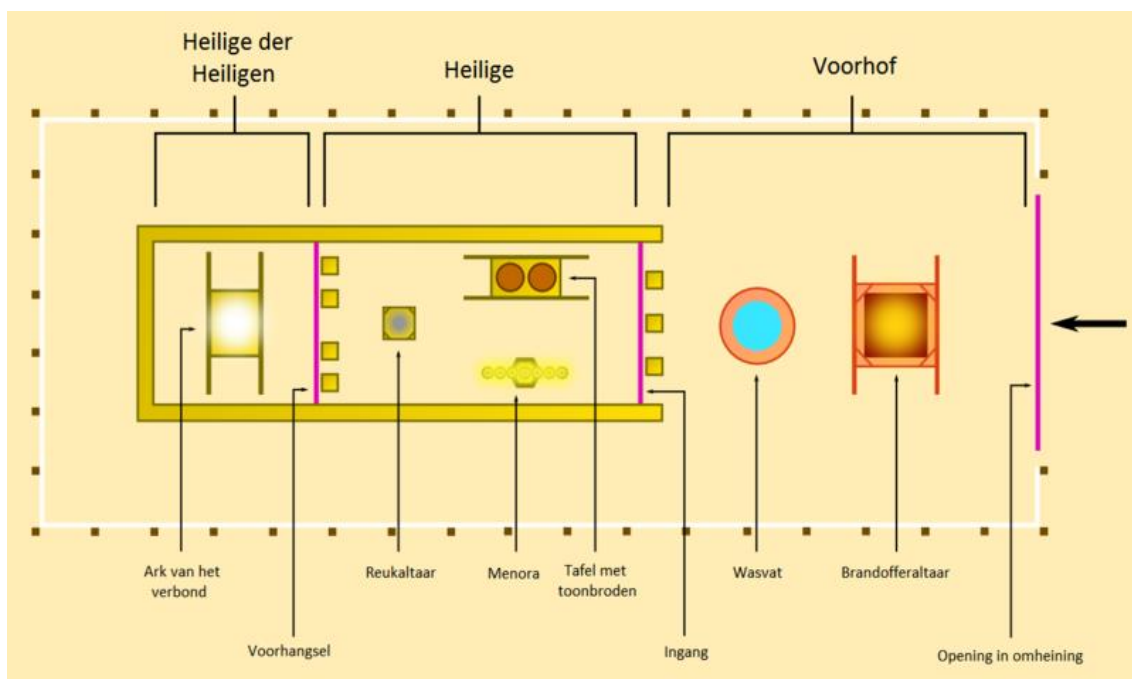 Heilige der
Heiligen
Heilige
Voorhof
Ark van het
verbond
Reukaltaar
Menora
Tafel met
toonbroden
Wasvat
Brandofferaltaar
Voorhangsel
Ingang
Opening in omheining